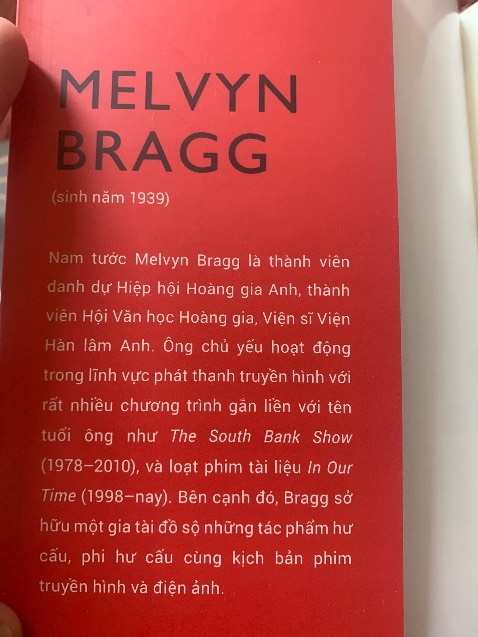 MELVYN
BRAGG
(sinh năm 1939)
Nam tước Melvyn Bragg là thành viên
danh dự Hiệp hội Hoàng gia Anh, thành
viên Hội Văn học Hoàng gia, Viện sĩ Viện
Hàn lâm Anh. Ông chủ yếu hoạt động
trong lĩnh vực phát thanh truyền hình với
rất nhiều chương trình gắn liền với tên
tuổi ông như The South Bank Show
(1978–2010), và loạt phim tài liệu In Our
Time (1998–nay). Bên cạnh đó, Bragg sở
hữu một gia tài đồ sộ những tác phẩm hư
cấu, phi hư cấu cùng kịch bản phim
truyền hình và điện ảnh.